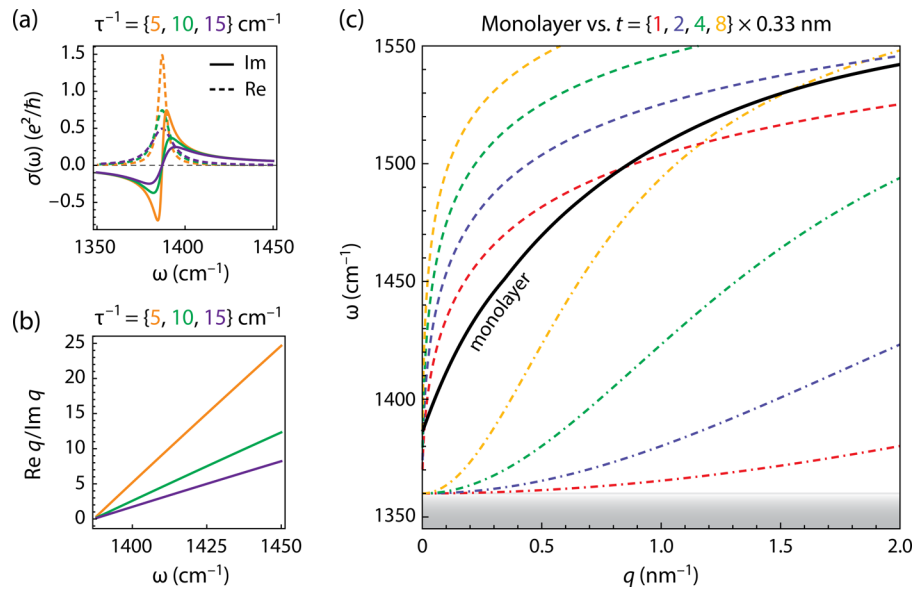 (a)
τ⁻¹ = {5, 10, 15} cm⁻¹
σ(ω) (e²/ℏ)
1.5
1.0
0.5
0.0
−0.5
Im
Re
1350
1400
1450
ω (cm⁻¹)
(b)
τ⁻¹ = {5, 10, 15} cm⁻¹
Re q/Im q
25
20
15
10
5
0
1400
1425
1450
ω (cm⁻¹)
(c)
Monolayer vs. t = {1, 2, 4, 8} × 0.33 nm
ω (cm⁻¹)
1550
1500
1450
1400
1350
monolayer
0
0.5
1.0
1.5
2.0
q (nm⁻¹)